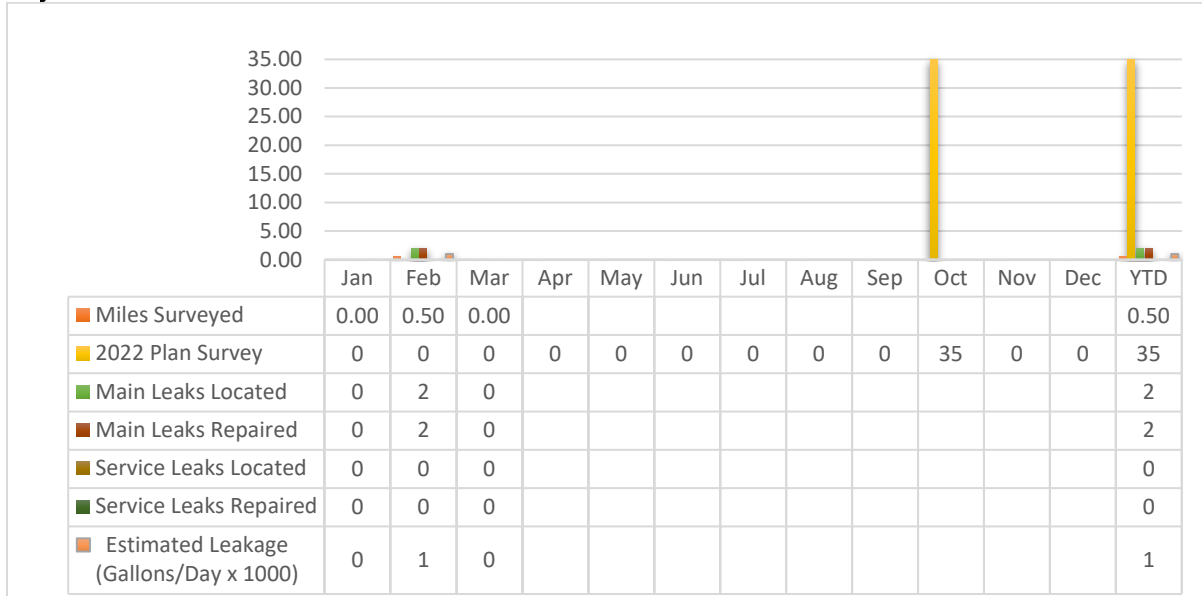 35.00
30.00
25.00
20.00
15.00
10.00
5.00
0.00
Jan Feb Mar Apr May Jun Jul Aug Sep Oct Nov Dec YTD
Miles Surveyed 0.00 0.50 0.00 0.50
2022 Plan Survey 0 0 0 0 0 0 0 0 0 35 0 0 35
Main Leaks Located 0 2 0 2
Main Leaks Repaired 0 2 0 2
Service Leaks Located 0 0 0 0
Service Leaks Repaired 0 0 0 0
Estimated Leakage
(Gallons/Day x 1000) 0 1 0 1